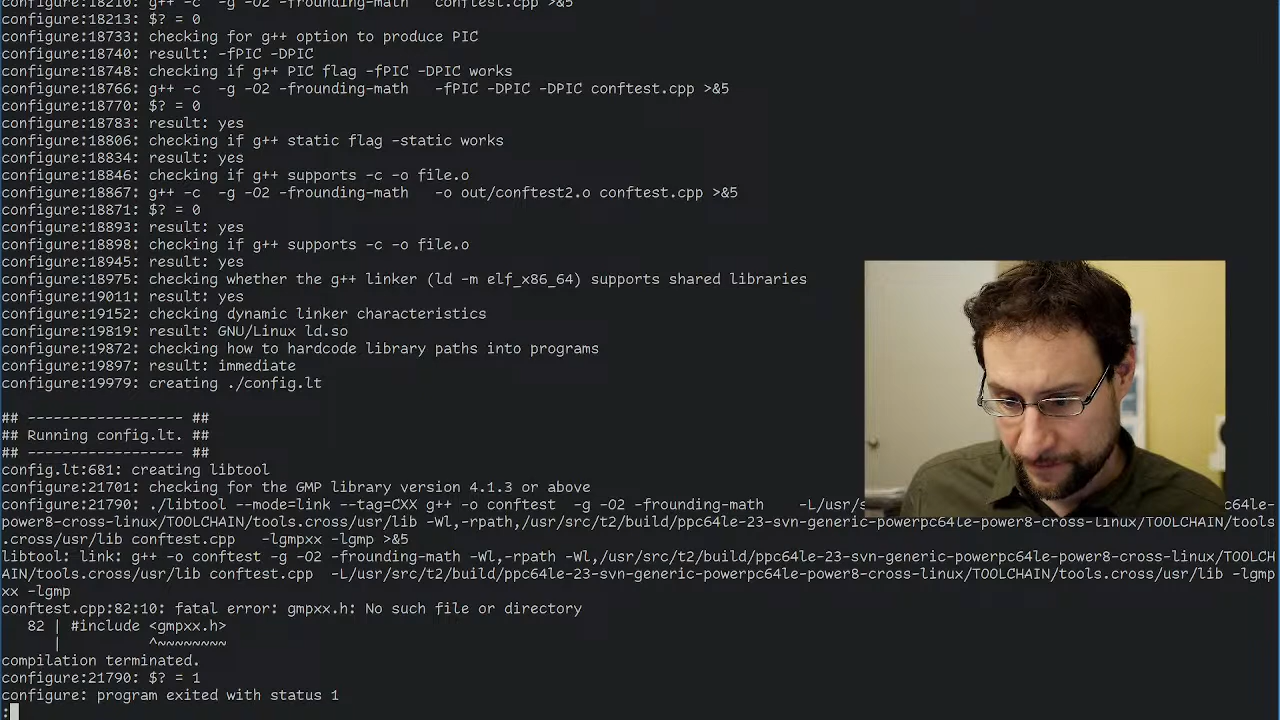 configure:18210: g++ -c  -g -O2 -frounding-math   conftest.cpp >&5
configure:18213: $? = 0
configure:18733: checking for g++ option to produce PIC
configure:18740: result: -fPIC -DPIC
configure:18748: checking if g++ PIC flag -fPIC -DPIC works
configure:18766: g++ -c  -g -O2 -frounding-math   -fPIC -DPIC -DPIC conftest.cpp >&5
configure:18770: $? = 0
configure:18783: result: yes
configure:18806: checking if g++ static flag -static works
configure:18834: result: yes
configure:18846: checking if g++ supports -c -o file.o
configure:18867: g++ -c  -g -O2 -frounding-math   -o out/conftest2.o conftest.cpp >&5
configure:18871: $? = 0
configure:18893: result: yes
configure:18898: checking if g++ supports -c -o file.o
configure:18945: result: yes
configure:18975: checking whether the g++ linker (ld -m elf_x86_64) supports shared libraries
configure:19011: result: yes
configure:19152: checking dynamic linker characteristics
configure:19819: result: GNU/Linux ld.so
configure:19872: checking how to hardcode library paths into programs
configure:19897: result: immediate
configure:19979: creating ./config.lt
## ------------------ ##
## Running config.lt. ##
## ------------------ ##
config.lt:681: creating libtool
configure:21701: checking for the GMP library version 4.1.3 or above
configure:21790: ./libtool --mode=link --tag=CXX g++ -o conftest  -g -O2 -frounding-math    -L/usr/s c64le-
power8-cross-linux/TOOLCHAIN/tools.cross/usr/lib -Wl,-rpath,/usr/src/t2/build/ppc64le-23-svn-generic-powerpc64le-power8-cross-linux/TOOLCHAIN/tools
.cross/usr/lib conftest.cpp   -lgmpxx -lgmp >&5
libtool: link: g++ -o conftest -g -O2 -frounding-math -Wl,-rpath -Wl,/usr/src/t2/build/ppc64le-23-svn-generic-powerpc64le-power8-cross-linux/TOOLCH
AIN/tools.cross/usr/lib conftest.cpp  -L/usr/src/t2/build/ppc64le-23-svn-generic-powerpc64le-power8-cross-linux/TOOLCHAIN/tools.cross/usr/lib -lgmp
xx -lgmp
conftest.cpp:82:10: fatal error: gmpxx.h: No such file or directory
   82 | #include <gmpxx.h>
      |          ^~~~~~~~~
compilation terminated.
configure:21790: $? = 1
configure: program exited with status 1
: